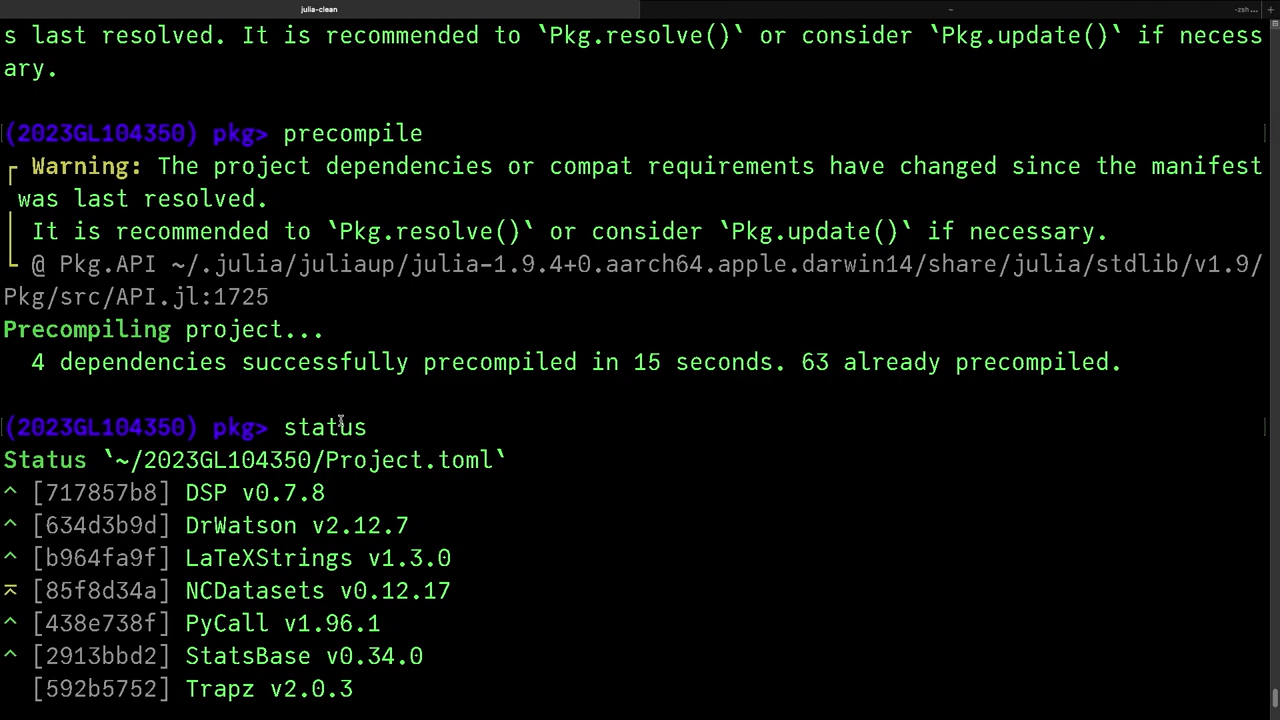 julia-clean
~
-zsh...
s last resolved. It is recommended to `Pkg.resolve()` or consider `Pkg.update()` if necess
ary.
(2023GL104350) pkg> precompile
┌ Warning: The project dependencies or compat requirements have changed since the manifest
│ was last resolved.
│ It is recommended to `Pkg.resolve()` or consider `Pkg.update()` if necessary.
└ @ Pkg.API ~/.julia/juliaup/julia-1.9.4+0.aarch64.apple.darwin14/share/julia/stdlib/v1.9/
Pkg/src/API.jl:1725
Precompiling project...
4 dependencies successfully precompiled in 15 seconds. 63 already precompiled.
(2023GL104350) pkg> status
Status `~/2023GL104350/Project.toml`
^ [717857b8] DSP v0.7.8
^ [634d3b9d] DrWatson v2.12.7
^ [b964fa9f] LaTeXStrings v1.3.0
⌅ [85f8d34a] NCDatasets v0.12.17
^ [438e738f] PyCall v1.96.1
^ [2913bbd2] StatsBase v0.34.0
[592b5752] Trapz v2.0.3